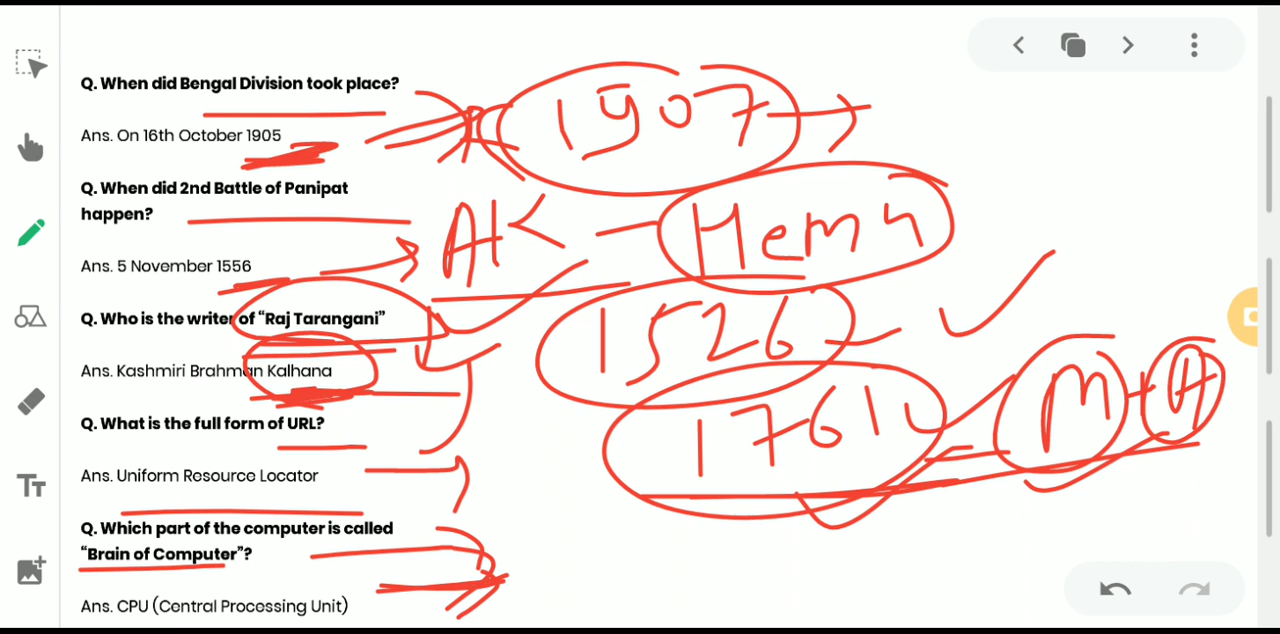 Q. When did Bengal Division took place?
1907
Ans. On 16th October 1905
Q. When did 2nd Battle of Panipat
happen?
AK - Hemu
Ans. 5 November 1556
Q. Who is the writer of “Raj Tarangani”
1526
Ans. Kashmiri Brahman Kalhana
M + A
Q. What is the full form of URL?
1761
Ans. Uniform Resource Locator
Q. Which part of the computer is called
“Brain of Computer”?
Ans. CPU (Central Processing Unit)
TT